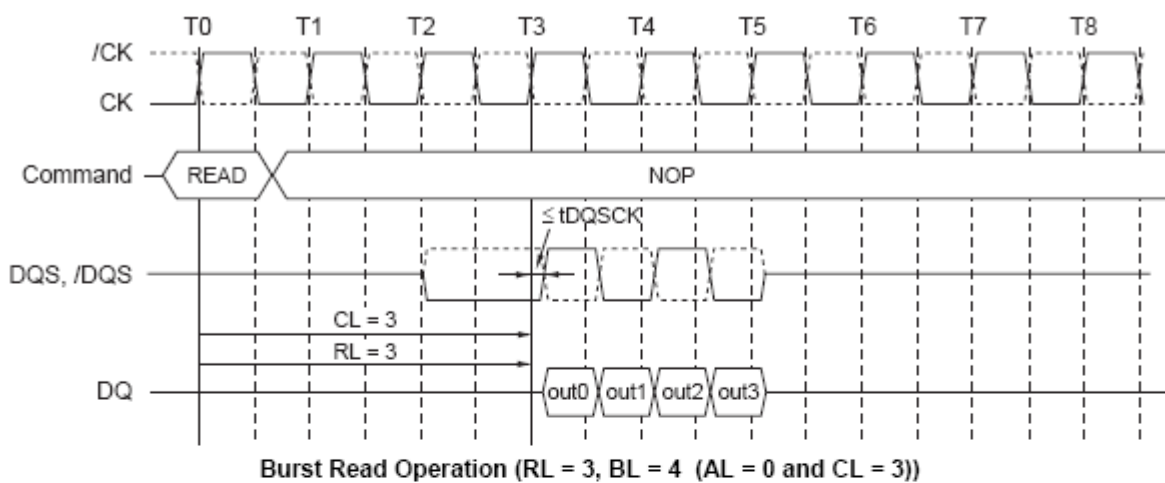 T0 T1 T2 T3 T4 T5 T6 T7 T8
/CK
CK
Command READ NOP
≤ tDQSCK
DQS, /DQS
CL = 3
RL = 3
DQ out0 out1 out2 out3
Burst Read Operation (RL = 3, BL = 4 (AL = 0 and CL = 3))